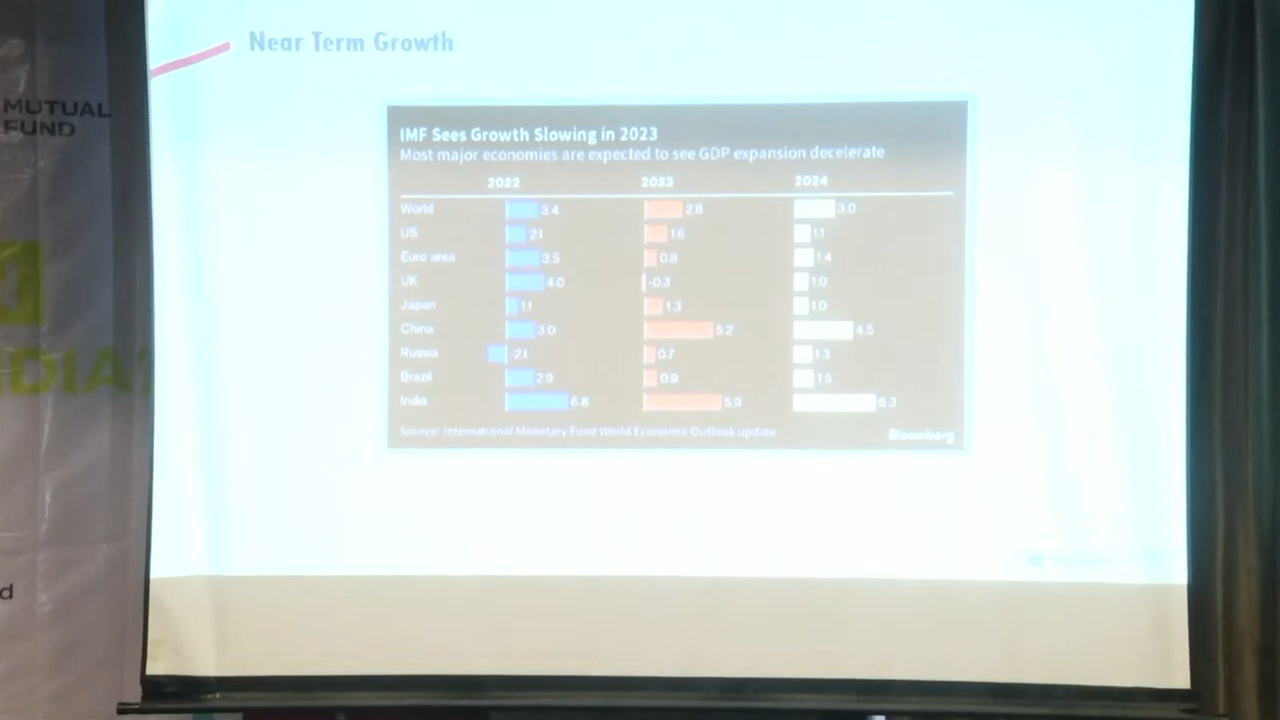 Near Term Growth
MUTUAL
FUND
IMF Sees Growth Slowing in 2023
Most major economies are expected to see GDP expansion decelerate
2022 2023 2024
World 3.4 2.8 3.0
US 2.1 1.6 1.1
Euro area 3.5 0.8 1.4
UK 4.0 -0.3 1.0
Japan 1.1 1.3 1.0
China 3.0 5.2 4.5
Russia -2.1 0.7 1.3
Brazil 2.9 0.9 1.5
India 6.8 5.9 6.3
Source: International Monetary Fund World Economic Outlook update
Bloomberg
DIA
d